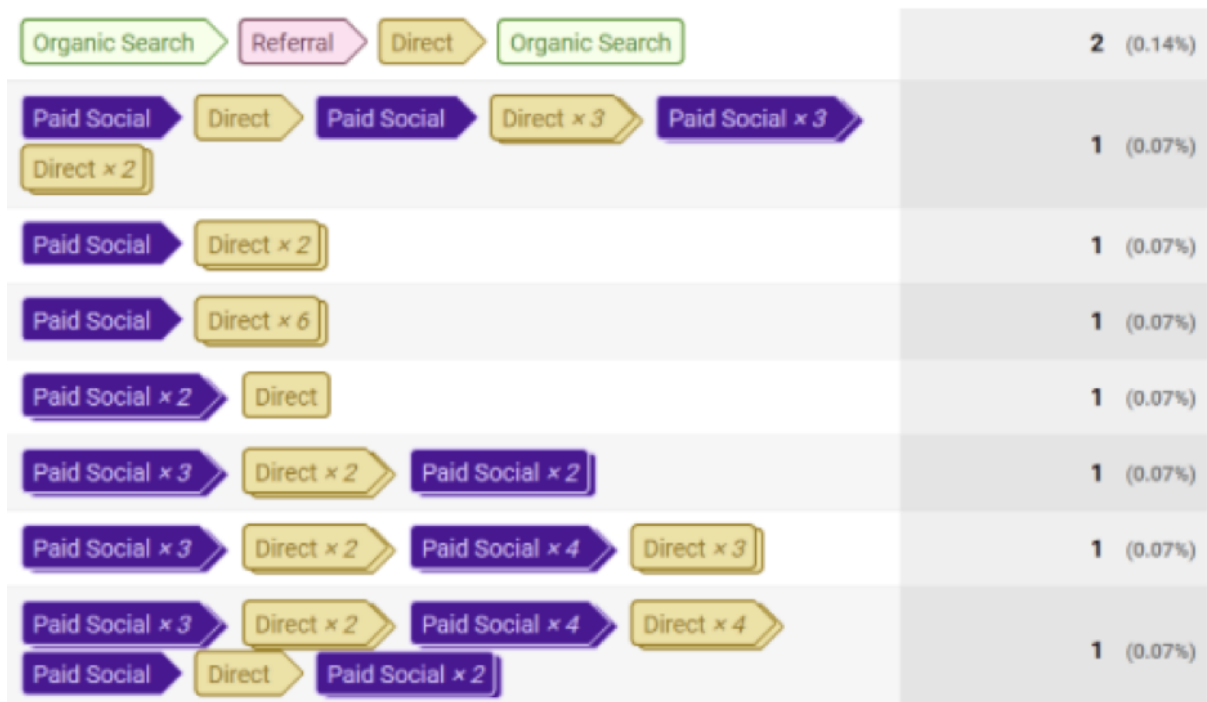 Organic Search Referral Direct Organic Search 2 (0.14%)
Paid Social Direct Paid Social Direct × 3 Paid Social × 3
Direct × 2 1 (0.07%)
Paid Social Direct × 2 1 (0.07%)
Paid Social Direct × 6 1 (0.07%)
Paid Social × 2 Direct 1 (0.07%)
Paid Social × 3 Direct × 2 Paid Social × 2 1 (0.07%)
Paid Social × 3 Direct × 2 Paid Social × 4 Direct × 3 1 (0.07%)
Paid Social × 3 Direct × 2 Paid Social × 4 Direct × 4
Paid Social Direct Paid Social × 2 1 (0.07%)